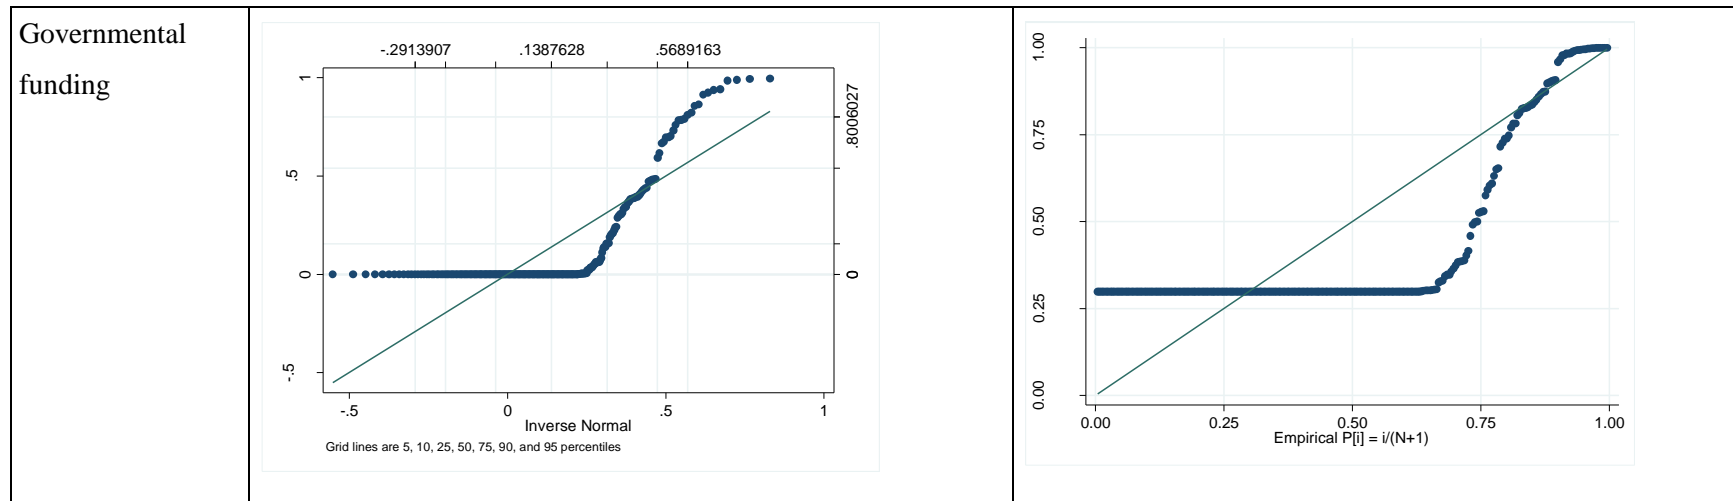 Governmental
funding
-.2913907 .1387628 .5689163
1
.5
0
-.5
.8006027
0
-.5 0 .5 1
Inverse Normal
Grid lines are 5, 10, 25, 50, 75, 90, and 95 percentiles
1.00
0.75
0.50
0.25
0.00
0.00 0.25 0.50 0.75 1.00
Empirical P[i] = i/(N+1)